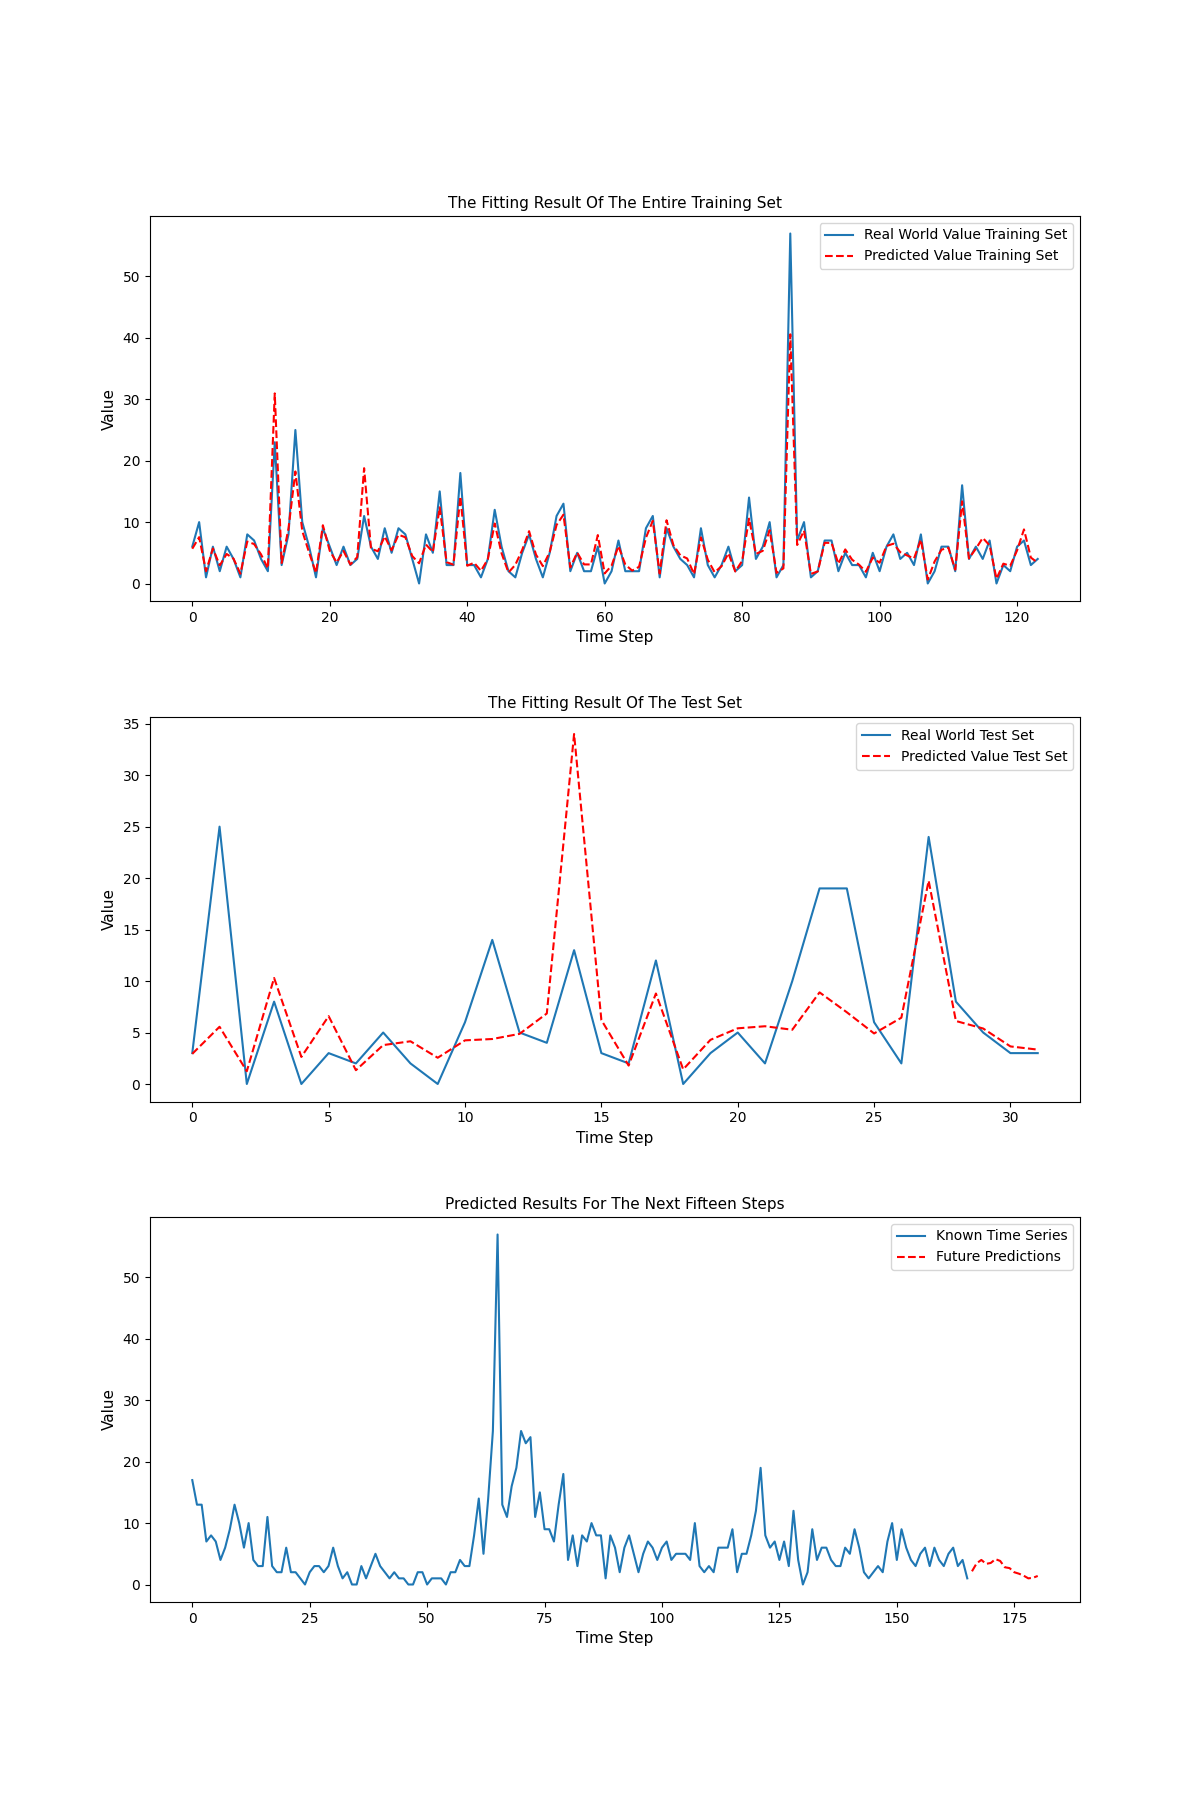 The Fitting Result Of The Entire Training Set
Real World Value Training Set
Predicted Value Training Set
Value
50
40
30
20
10
0
0 20 40 60 80 100 120
Time Step
The Fitting Result Of The Test Set
Real World Test Set
Predicted Value Test Set
Value
35
30
25
20
15
10
5
0
0 5 10 15 20 25 30
Time Step
Predicted Results For The Next Fifteen Steps
Known Time Series
Future Predictions
Value
50
40
30
20
10
0
0 25 50 75 100 125 150 175
Time Step